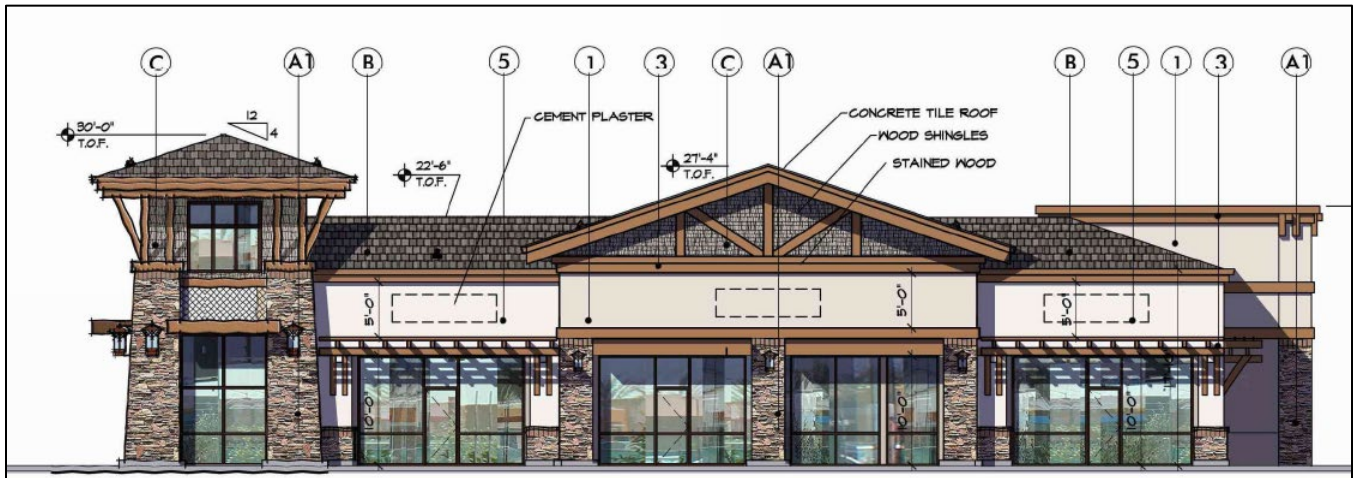 C A1 B 5 1 3 C A1 B 5 1 3 A1
12
4
30'-0"
T.O.F.
CEMENT PLASTER
CONCRETE TILE ROOF
WOOD SHINGLES
STAINED WOOD
22'-6"
T.O.F.
27'-4"
T.O.F.
5'-0"
5'-0"
5'-0"
10'-0"
10'-0"
10'-0"